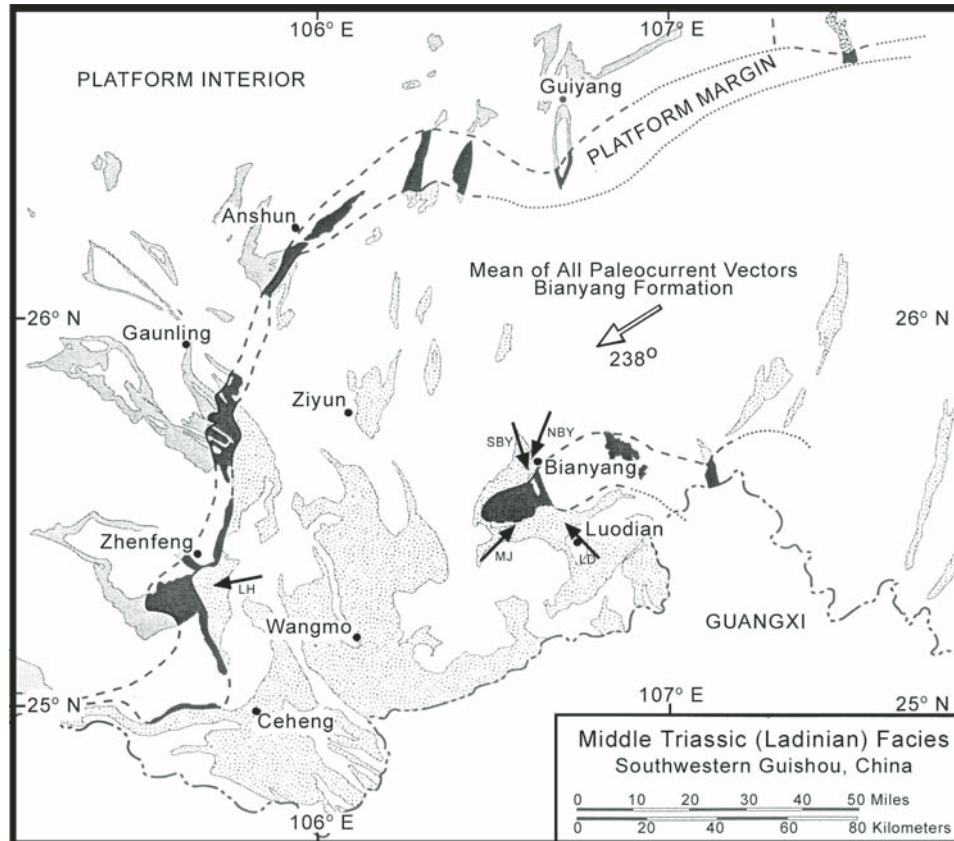 106° E
107° E
PLATFORM INTERIOR
Guiyang
PLATFORM MARGIN
Anshun
Mean of All Paleocurrent Vectors
Bianyang Formation
238°
26° N
26° N
Gaunling
Ziyun
SBY
NBY
Bianyang
Zhenfeng
LH
MJ
Luodian
LD
Wangmo
GUANGXI
25° N
Ceheng
107° E
25° N
106° E
Middle Triassic (Ladinian) Facies
Southwestern Guishou, China
0 10 20 30 40 50 Miles
0 20 40 60 80 Kilometers